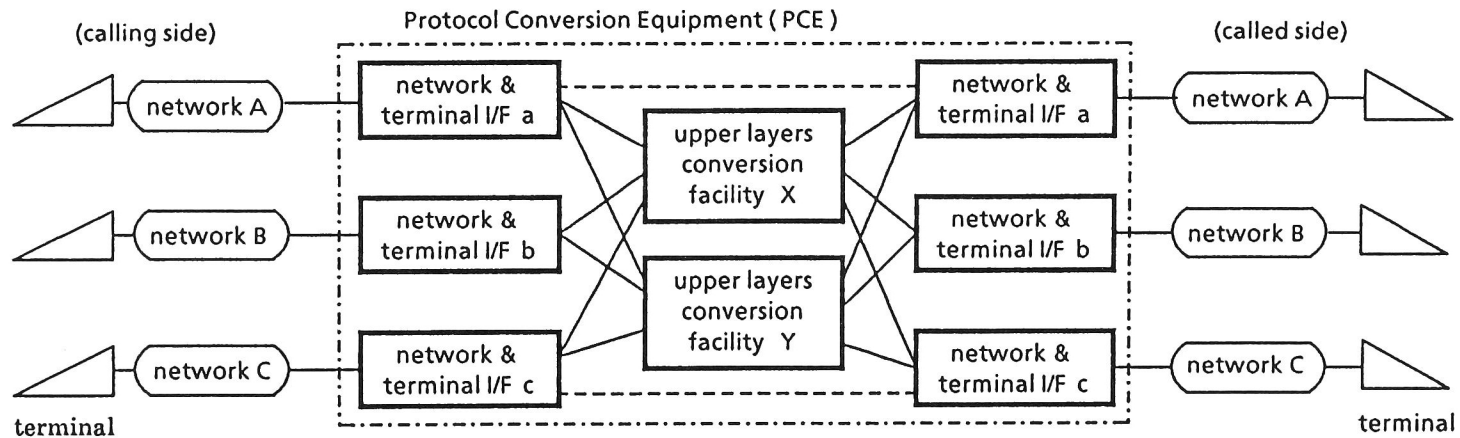 Protocol Conversion Equipment ( PCE )
(calling side)
(called side)
network A
network &
terminal I/F a
upper layers
conversion
facility X
network &
terminal I/F a
network A
network B
network &
terminal I/F b
network &
terminal I/F b
network B
upper layers
conversion
facility Y
network C
network &
terminal I/F c
network &
terminal I/F c
network C
terminal
terminal